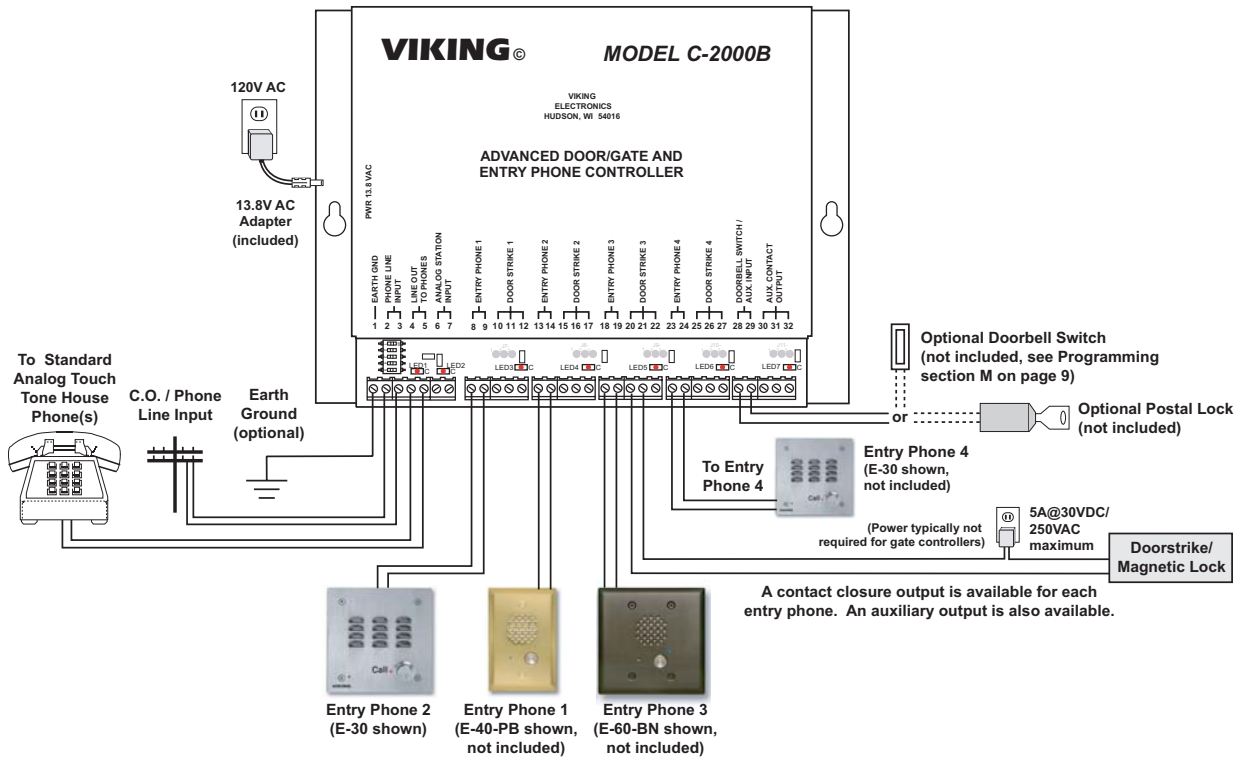 VIKING©
MODEL C-2000B
VIKING
ELECTRONICS
HUDSON, WI 54016
ADVANCED DOOR/GATE AND
ENTRY PHONE CONTROLLER
120V AC
13.8V AC
Adapter
(included)
PWR 13.8 VAC
EARTH GND
PHONE LINE
INPUT
LINE OUT
TO PHONES
ANALOG STATION
INPUT
ENTRY PHONE 1
DOOR STRIKE 1
ENTRY PHONE 2
DOOR STRIKE 2
ENTRY PHONE 3
DOOR STRIKE 3
ENTRY PHONE 4
DOOR STRIKE 4
DOORBELL SWITCH /
AUX. INPUT
AUX. CONTACT
OUTPUT
1 2 3 4 5 6 7 8 9 10 11 12 13 14 15 16 17 18 19 20 21 22 23 24 25 26 27 28 29 30 31 32
LED1 C LED2 C LED3 C LED4 C LED5 C LED6 C LED7 C
To Standard
Analog Touch
Tone House
Phone(s)
C.O. / Phone
Line Input
Earth
Ground
(optional)
Optional Doorbell Switch
(not included, see Programming
section M on page 9)
or
Optional Postal Lock
(not included)
To Entry
Phone 4
Call
Entry Phone 4
(E-30 shown,
not included)
(Power typically not
required for gate controllers)
5A@30VDC/
250VAC
maximum
Doorstrike/
Magnetic Lock
A contact closure output is available for each
entry phone. An auxiliary output is also available.
Call
VIKING
Entry Phone 2
(E-30 shown)
Entry Phone 1
(E-40-PB shown,
not included)
Entry Phone 3
(E-60-BN shown,
not included)